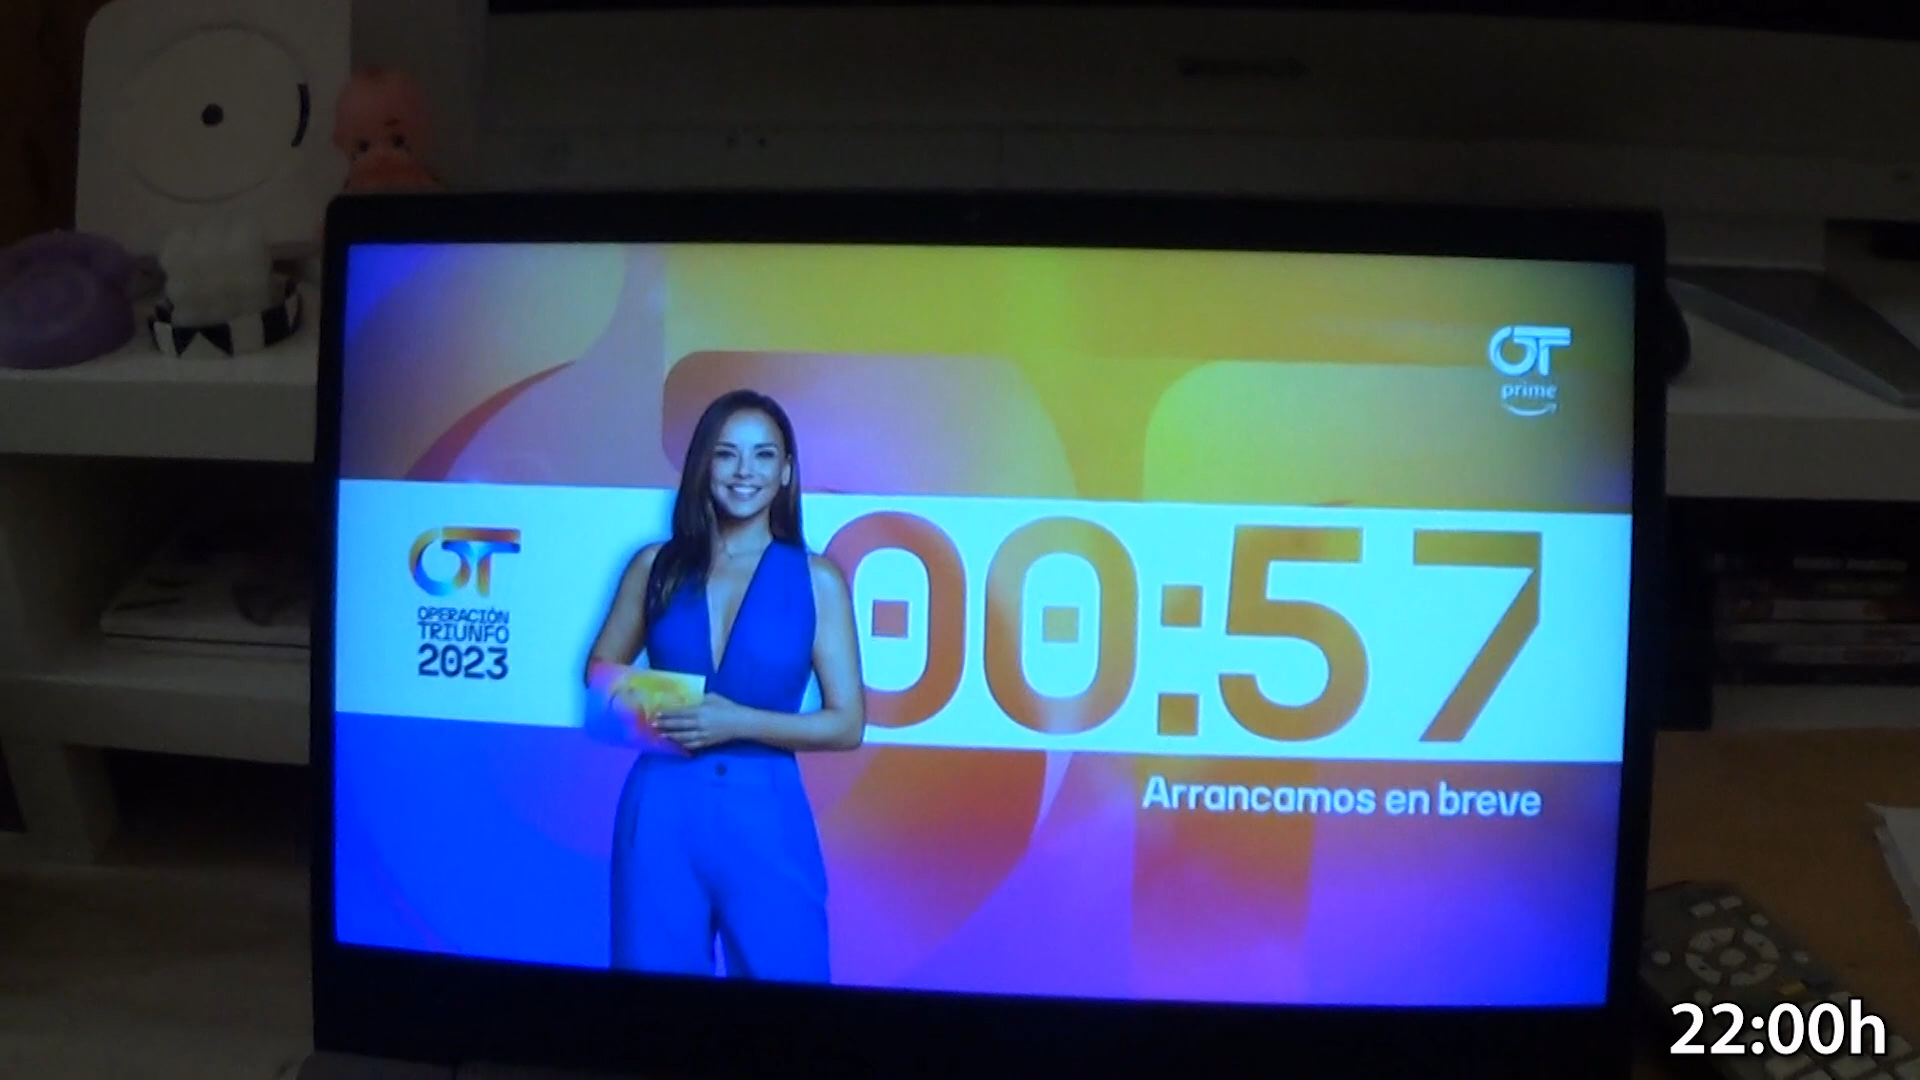 OT
prime
OT
OPERACIÓN
TRIUNFO
2023
00:57
Arrancamos en breve
22:00h